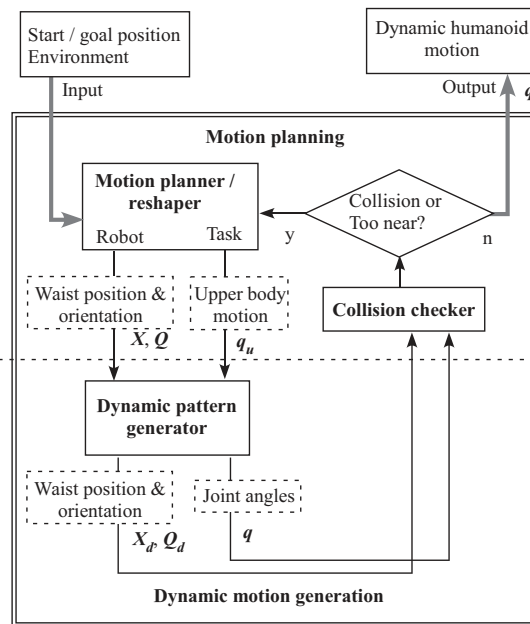 Start / goal position
Environment
Dynamic humanoid
motion
Input
Output
q
Motion planning
Motion planner /
reshaper
Robot
Task
Collision or
Too near?
y
n
Waist position &
orientation
Upper body
motion
Collision checker
X, Q
q_u
Dynamic pattern
generator
Waist position &
orientation
Joint angles
X_d, Q_d
q
Dynamic motion generation